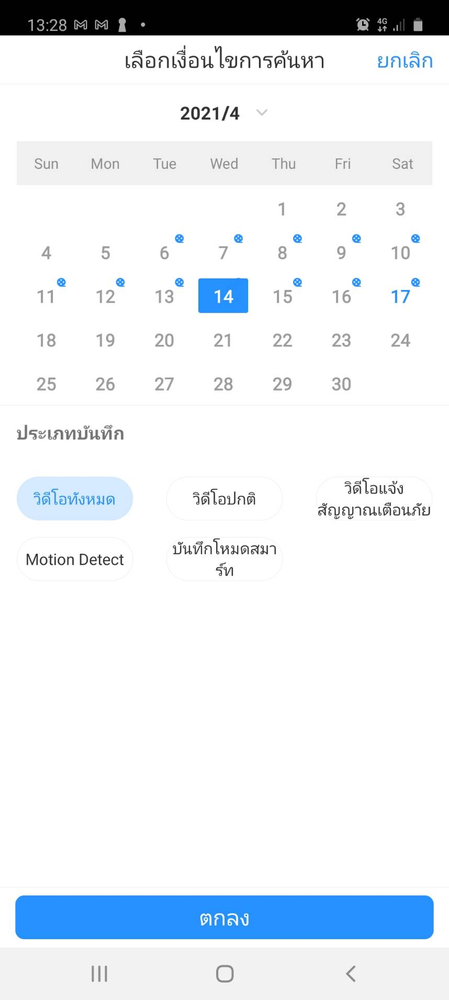 13:28
4G
เลือกเงื่อนไขการค้นหา ยกเลิก
2021/4
Sun Mon Tue Wed Thu Fri Sat
1 2 3
4 5 6 7 8 9 10
11 12 13 14 15 16 17
18 19 20 21 22 23 24
25 26 27 28 29 30
ประเภทบันทึก
วิดีโอทังหมด
วิดีโอปกติ
วิดีโอแจ้ง
สัญญาณเตือนภัย
Motion Detect
บันทึกโหมดสมา
ร์ท
ตกลง